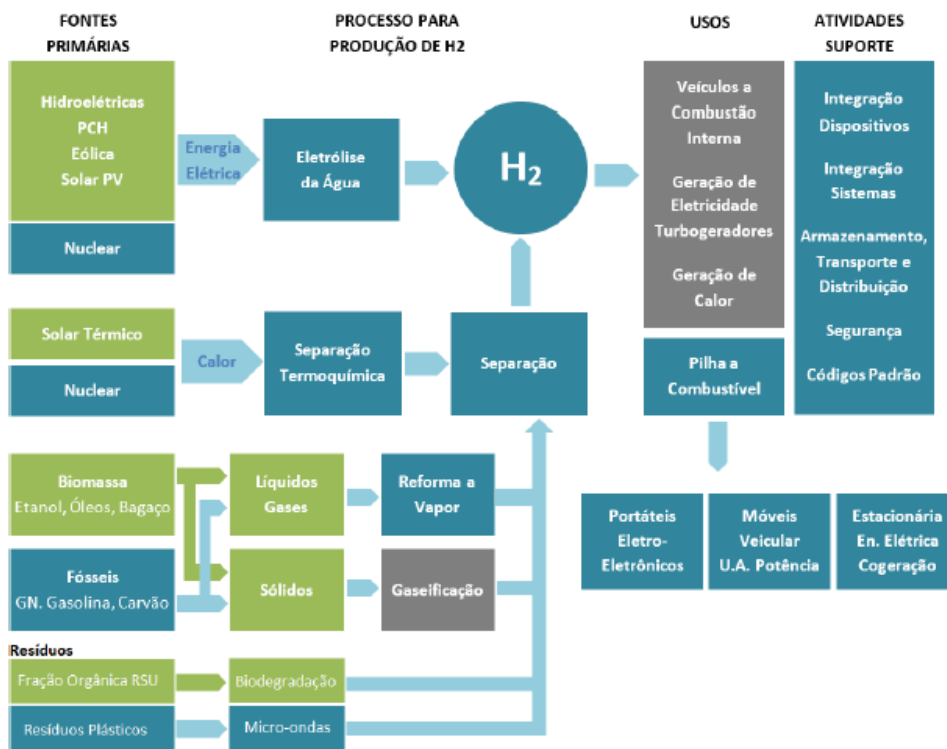 FONTES
PRIMÁRIAS
PROCESSO PARA
PRODUÇÃO DE H2
USOS
ATIVIDADES
SUPORTE
Hidroelétricas
PCH
Eólica
Solar PV
Nuclear
Energia
Elétrica
Eletrólise
da Água
H2
Veículos a
Combustão
Interna
Geração de
Eletricidade
Turbogeradores
Geração de
Calor
Pilha a
Combustível
Integração
Dispositivos
Integração
Sistemas
Armazenamento,
Transporte e
Distribuição
Segurança
Códigos Padrão
Solar Térmico
Nuclear
Calor
Separação
Termoquímica
Separação
Biomassa
Etanol, Óleos, Bagaço
Líquidos
Gases
Reforma a
Vapor
Fósseis
GN. Gasolina, Carvão
Sólidos
Gaseificação
Portáteis
Eletro-
Eletrônicos
Móveis
Veicular
U.A. Potência
Estacionária
En. Elétrica
Cogeração
Resíduos
Fração Orgânica RSU
Biodegradação
Resíduos Plásticos
Micro-ondas